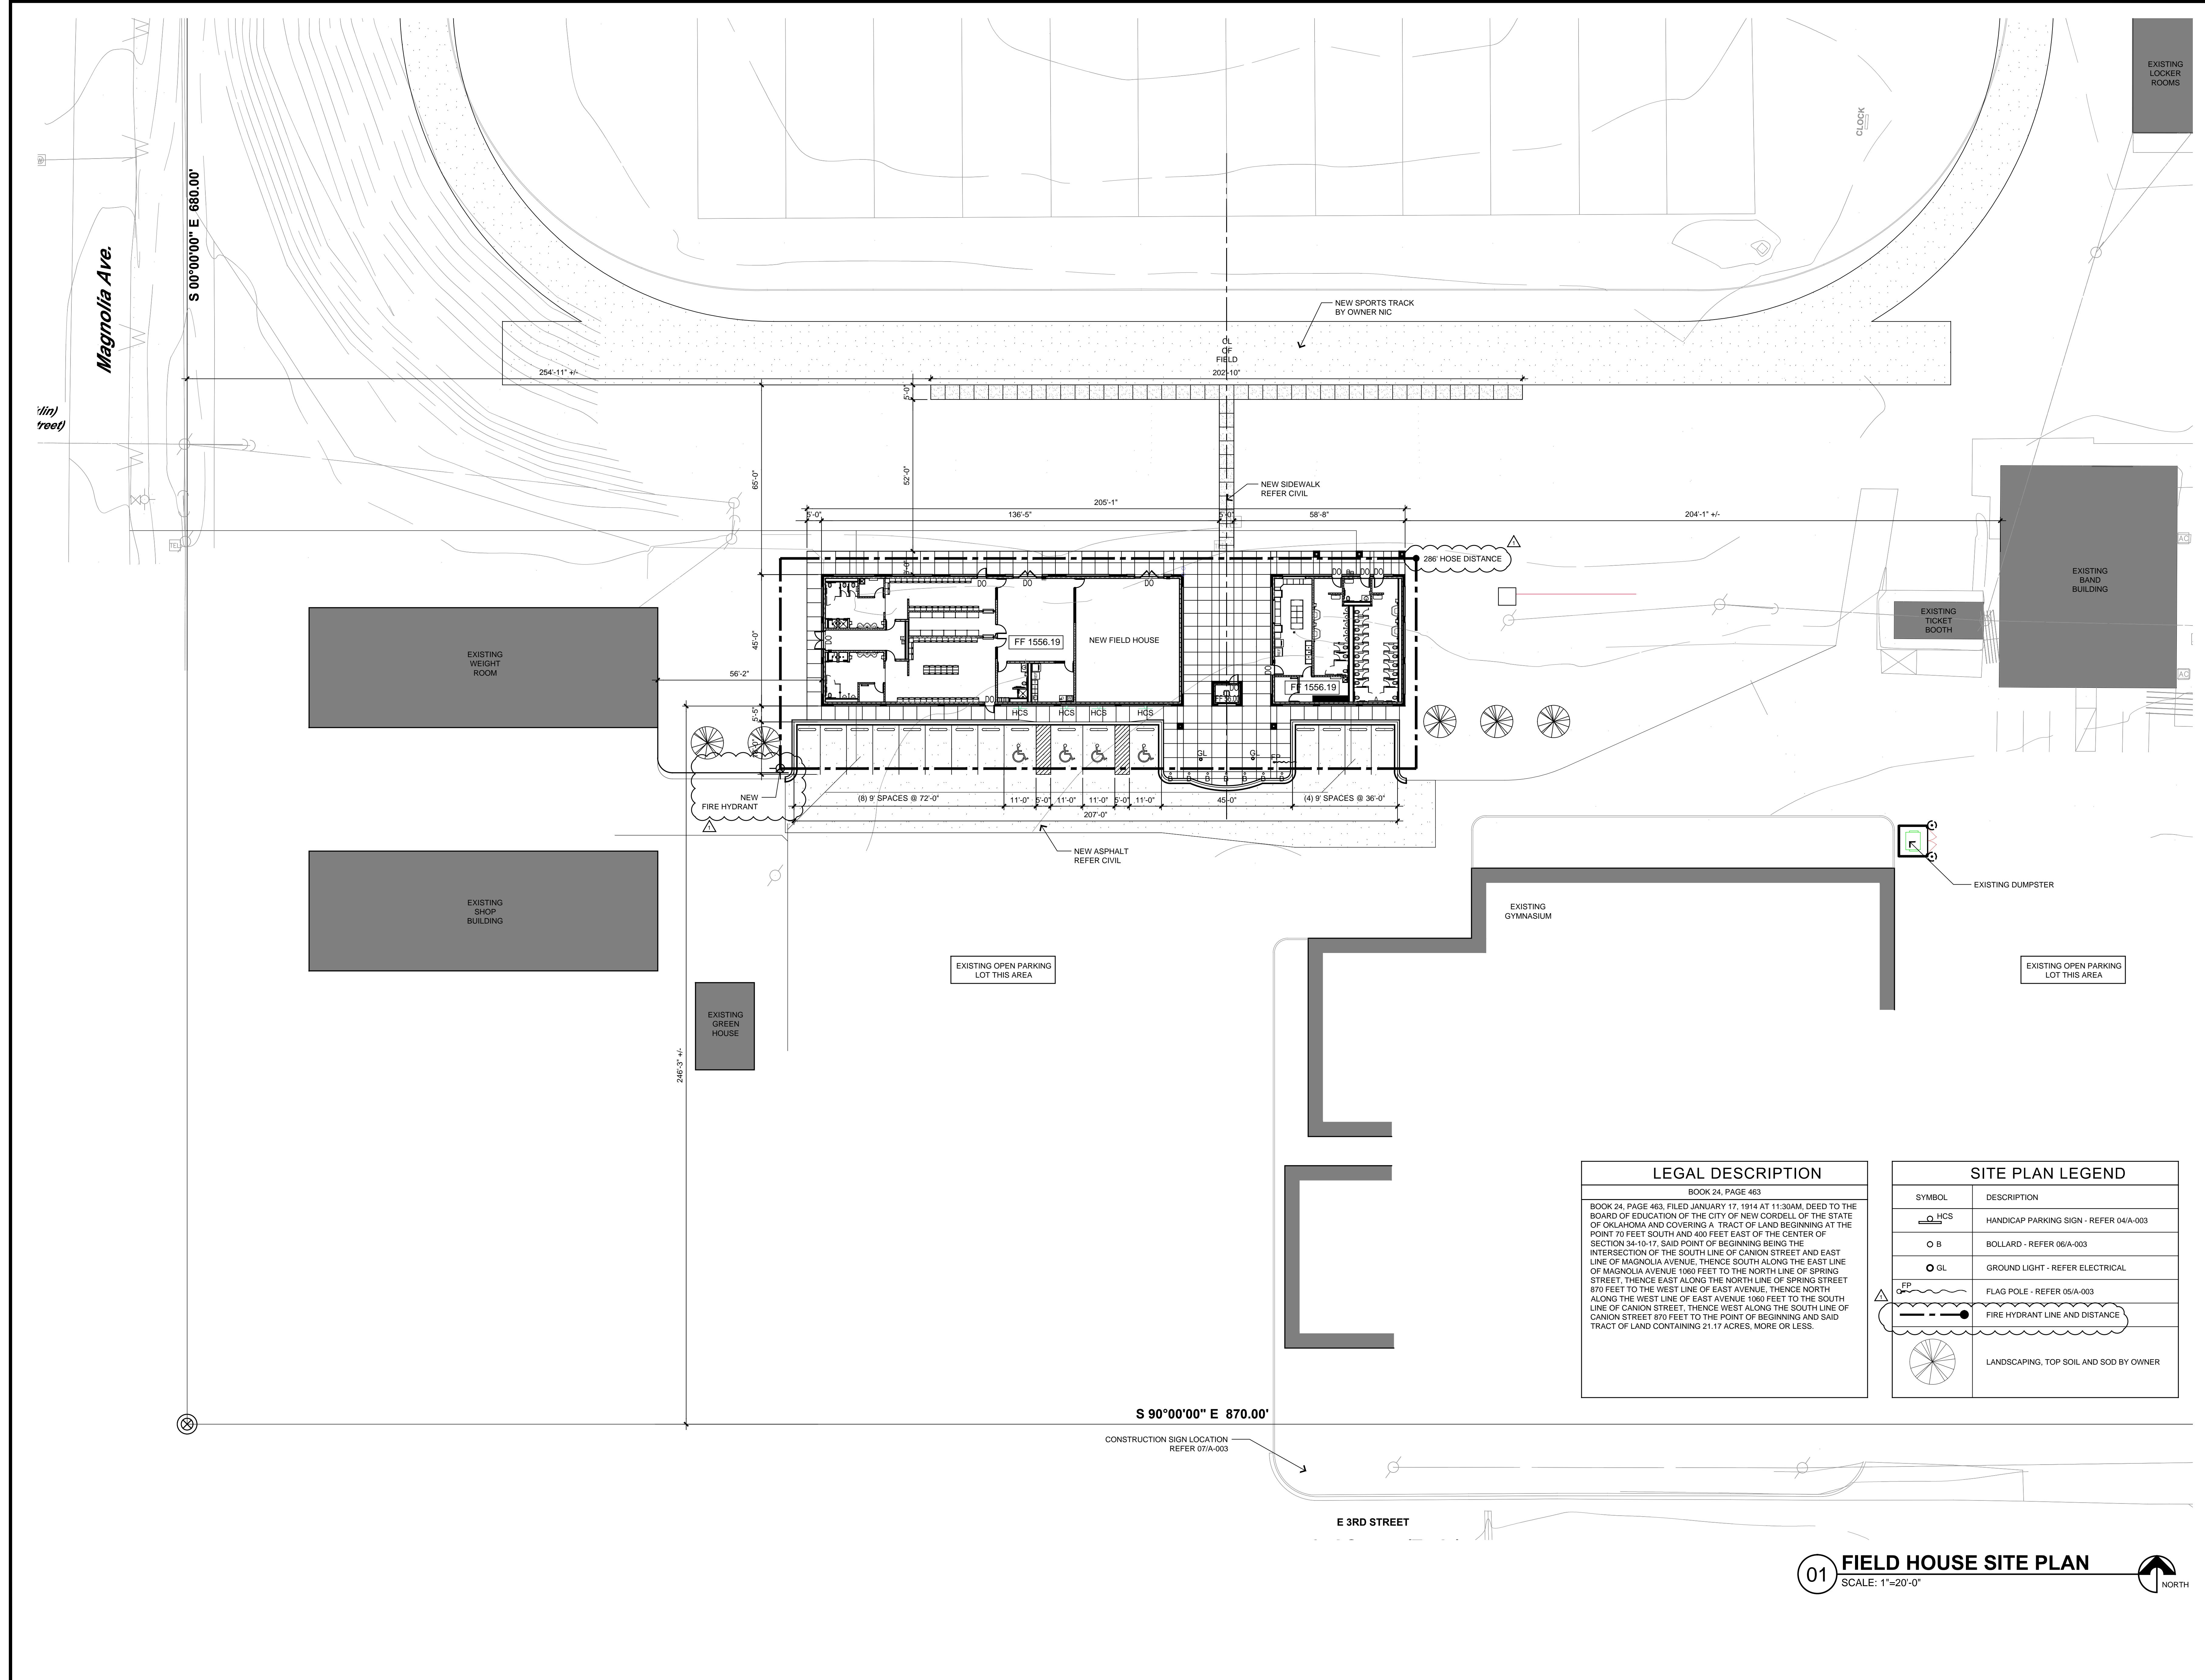 EXISTING
LOCKER
ROOMS
CLOCK
S 00°00'00" E  680.00'
Magnolia Ave.
NEW SPORTS TRACK
BY OWNER NIC
CL
OF
FIELD
254'-11" +/-
202'-10"
5'-0"
65'-0"
52'-0"
NEW SIDEWALK
REFER CIVIL
205'-1"
5'-0"
136'-5"
5'-0"
58'-8"
204'-1" +/-
TEL
286' HOSE DISTANCE
1
AC
EXISTING
BAND
BUILDING
EXISTING
TICKET
BOOTH
AC
DO
DO
DO
DO
DO
DO
DO
DO
DO
DO
45'-0"
FF 1556.19
NEW FIELD HOUSE
FF 1556.19
EXISTING
WEIGHT
ROOM
56'-2"
5'-5"
HCS
HCS
HCS
HCS
GL
GL
FP
B
B
B
B
B
B
B
NEW
FIRE HYDRANT
1
(8) 9' SPACES @ 72'-0"
11'-0"
5'-0"
11'-0"
11'-0"
5'-0"
11'-0"
45'-0"
(4) 9' SPACES @ 36'-0"
207'-0"
NEW ASPHALT
REFER CIVIL
EXISTING DUMPSTER
EXISTING
SHOP
BUILDING
EXISTING
GYMNASIUM
EXISTING OPEN PARKING
LOT THIS AREA
EXISTING OPEN PARKING
LOT THIS AREA
EXISTING
GREEN
HOUSE
246'-3" +/-
LEGAL DESCRIPTION
BOOK 24, PAGE 463
BOOK 24, PAGE 463, FILED JANUARY 17, 1914 AT 11:30AM, DEED TO THE
BOARD OF EDUCATION OF THE CITY OF NEW CORDELL OF THE STATE
OF OKLAHOMA AND COVERING A  TRACT OF LAND BEGINNING AT THE
POINT 70 FEET SOUTH AND 400 FEET EAST OF THE CENTER OF
SECTION 34-10-17, SAID POINT OF BEGINNING BEING THE
INTERSECTION OF THE SOUTH LINE OF CANION STREET AND EAST
LINE OF MAGNOLIA AVENUE, THENCE SOUTH ALONG THE EAST LINE
OF MAGNOLIA AVENUE 1060 FEET TO THE NORTH LINE OF SPRING
STREET, THENCE EAST ALONG THE NORTH LINE OF SPRING STREET
870 FEET TO THE WEST LINE OF EAST AVENUE, THENCE NORTH
ALONG THE WEST LINE OF EAST AVENUE 1060 FEET TO THE SOUTH
LINE OF CANION STREET, THENCE WEST ALONG THE SOUTH LINE OF
CANION STREET 870 FEET TO THE POINT OF BEGINNING AND SAID
TRACT OF LAND CONTAINING 21.17 ACRES, MORE OR LESS.
SITE PLAN LEGEND
SYMBOL
DESCRIPTION
HCS
HANDICAP PARKING SIGN - REFER 04/A-003
B
BOLLARD - REFER 06/A-003
GL
GROUND LIGHT - REFER ELECTRICAL
FP
FLAG POLE - REFER 05/A-003
1
FIRE HYDRANT LINE AND DISTANCE
LANDSCAPING, TOP SOIL AND SOD BY OWNER
S 90°00'00" E  870.00'
CONSTRUCTION SIGN LOCATION
REFER 07/A-003
E 3RD STREET
01
FIELD HOUSE SITE PLAN
SCALE: 1"=20'-0"
NORTH